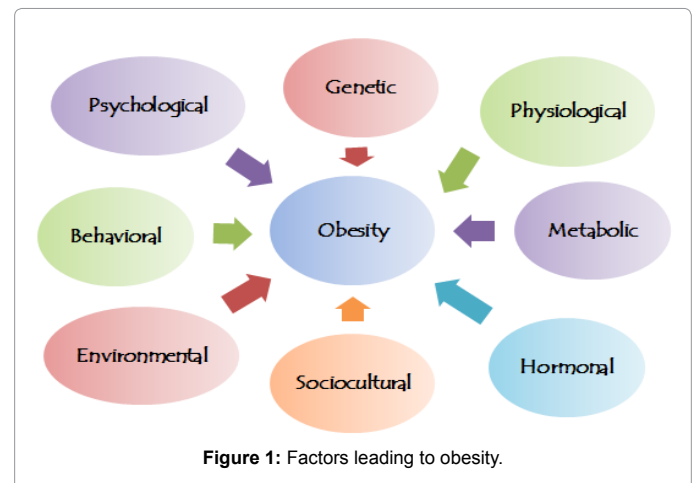 Genetic
Psychological
Physiological
Behavioral
Obesity
Metabolic
Environmental
Sociocultural
Hormonal
Figure 1: Factors leading to obesity.